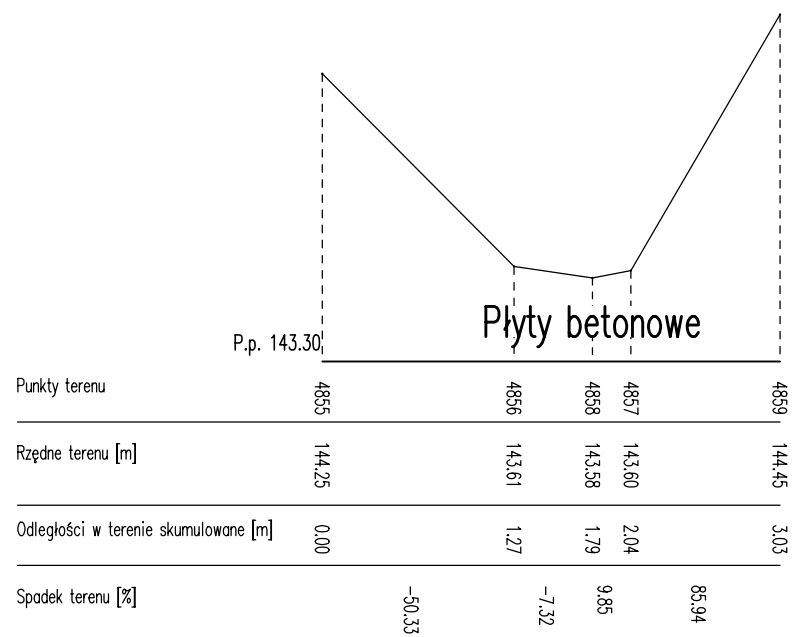 Płyty betonowe
P.p. 143.30
Punkty terenu 4855 4856 4858 4857 4859
Rzędne terenu [m] 144.25 143.61 143.58 143.60 144.45
Odległości w terenie skumulowane [m] 0.00 1.27 1.79 2.04 3.03
Spadek terenu [%] -50.33 -7.32 9.85 85.94